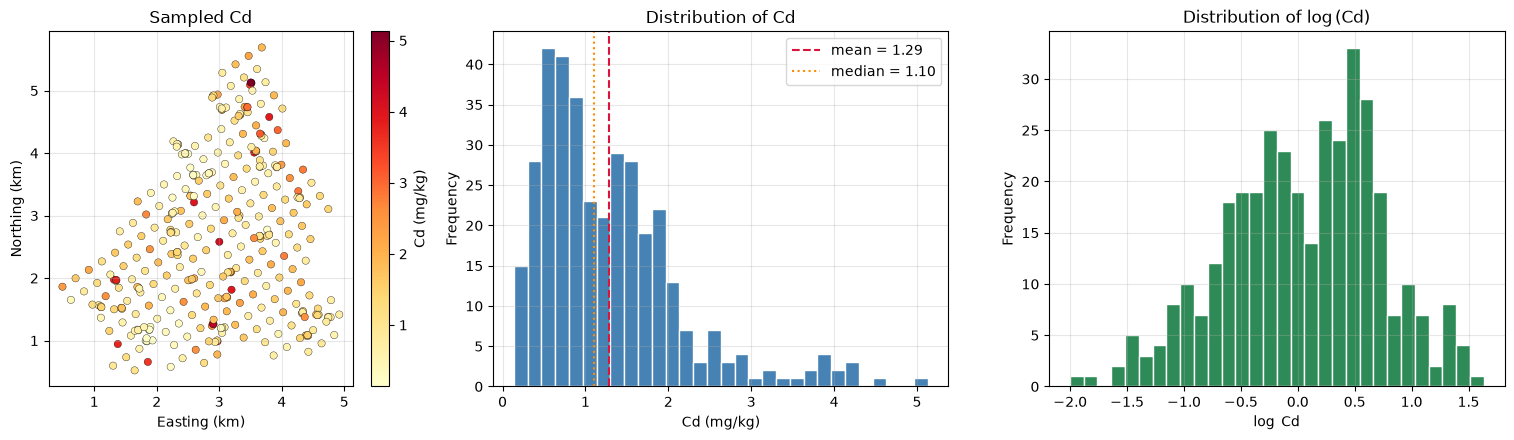 Sampled Cd
Northing (km)
5
4
3
2
1
1 2 3 4 5
Easting (km)
5
4
3
2
1
Cd (mg/kg)
Distribution of Cd
mean = 1.29
median = 1.10
Frequency
40
35
30
25
20
15
10
5
0
0 1 2 3 4 5
Cd (mg/kg)
Distribution of log (Cd)
Frequency
30
25
20
15
10
5
0
−2.0 −1.5 −1.0 −0.5 0.0 0.5 1.0 1.5
log Cd